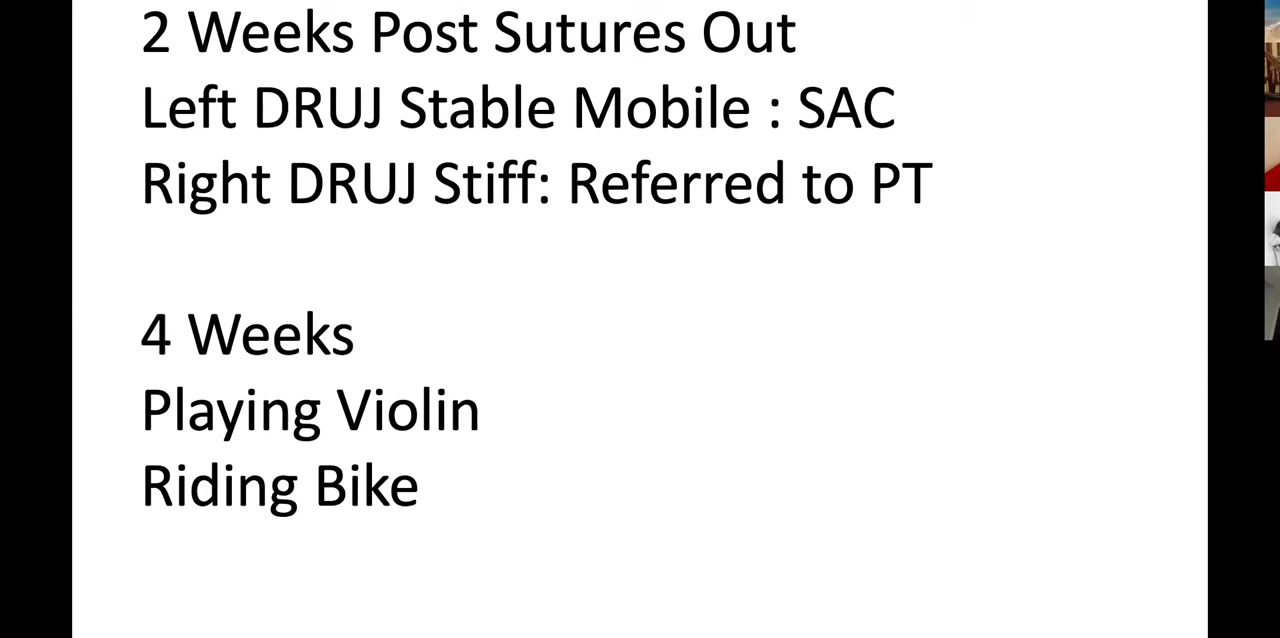 2 Weeks Post Sutures Out
Left DRUJ Stable Mobile : SAC
Right DRUJ Stiff: Referred to PT
4 Weeks
Playing Violin
Riding Bike